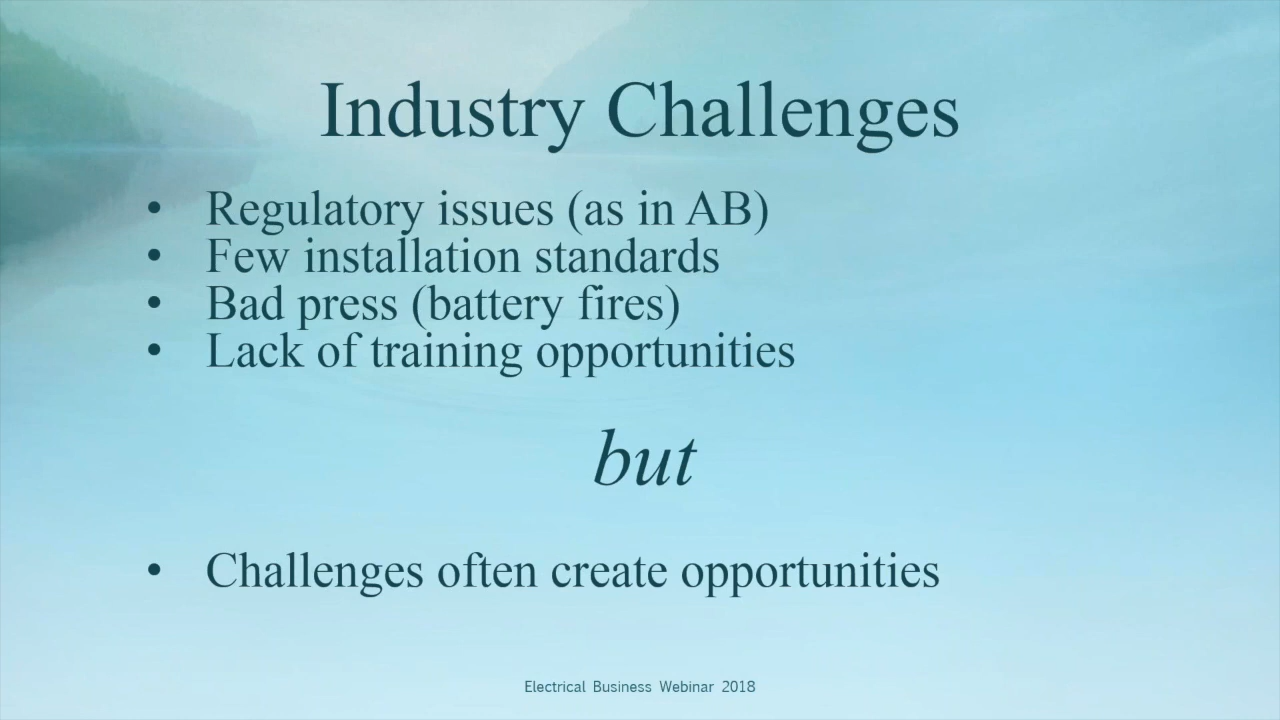 Industry Challenges
• Regulatory issues (as in AB)
• Few installation standards
• Bad press (battery fires)
• Lack of training opportunities
but
• Challenges often create opportunities
Electrical Business Webinar 2018